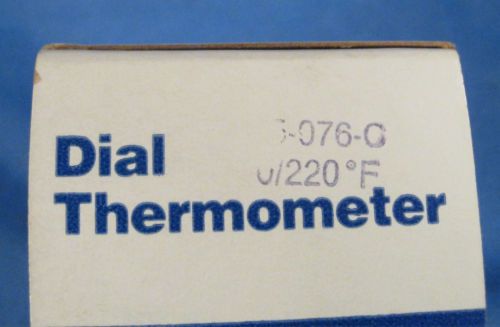 Dial
Thermometer
-076-
/220°F